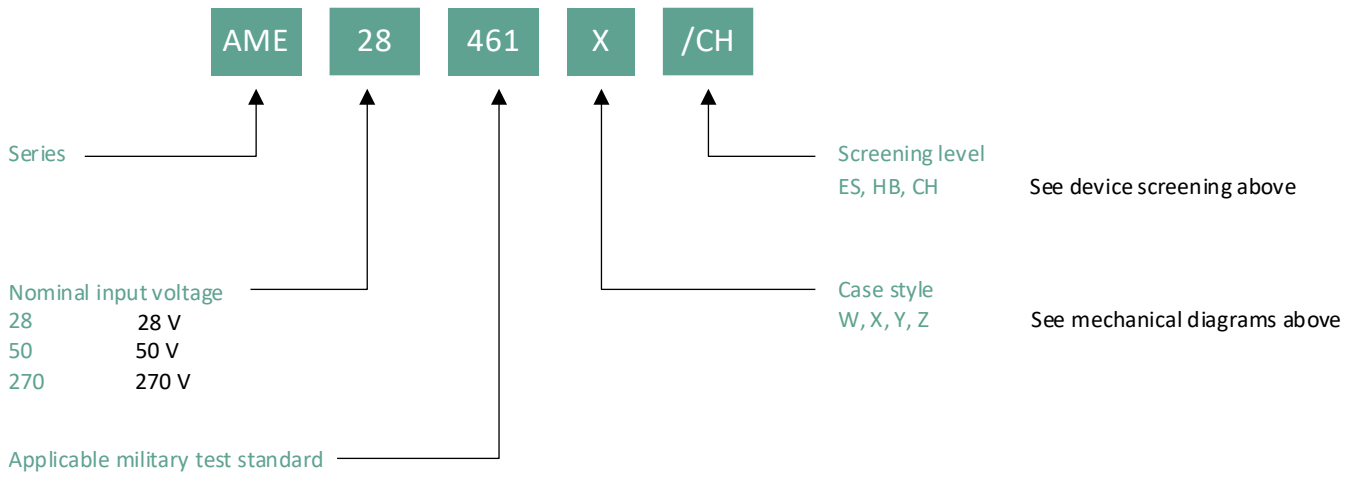 AME 28 461 X /CH
Series
Screening level
ES, HB, CH See device screening above
Nominal input voltage
28 28 V
50 50 V
270 270 V
Case style
W, X, Y, Z See mechanical diagrams above
Applicable military test standard